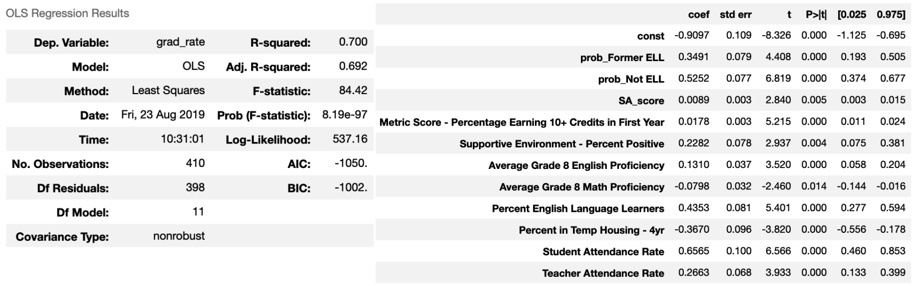 OLS Regression Results
Dep. Variable: grad_rate R-squared: 0.700
Model: OLS Adj. R-squared: 0.692
Method: Least Squares F-statistic: 84.42
Date: Fri, 23 Aug 2019 Prob (F-statistic): 8.19e-97
Time: 10:31:01 Log-Likelihood: 537.16
No. Observations: 410 AIC: -1050.
Df Residuals: 398 BIC: -1002.
Df Model: 11
Covariance Type: nonrobust
coef std err t P>|t| [0.025 0.975]
const -0.9097 0.109 -8.326 0.000 -1.125 -0.695
prob_Former ELL 0.3491 0.079 4.408 0.000 0.193 0.505
prob_Not ELL 0.5252 0.077 6.819 0.000 0.374 0.677
SA_score 0.0089 0.003 2.840 0.005 0.003 0.015
Metric Score - Percentage Earning 10+ Credits in First Year 0.0178 0.003 5.215 0.000 0.011 0.024
Supportive Environment - Percent Positive 0.2282 0.078 2.937 0.004 0.075 0.381
Average Grade 8 English Proficiency 0.1310 0.037 3.520 0.000 0.058 0.204
Average Grade 8 Math Proficiency -0.0798 0.032 -2.460 0.014 -0.144 -0.016
Percent English Language Learners 0.4353 0.081 5.401 0.000 0.277 0.594
Percent in Temp Housing - 4yr -0.3670 0.096 -3.820 0.000 -0.556 -0.178
Student Attendance Rate 0.6565 0.100 6.566 0.000 0.460 0.853
Teacher Attendance Rate 0.2663 0.068 3.933 0.000 0.133 0.399